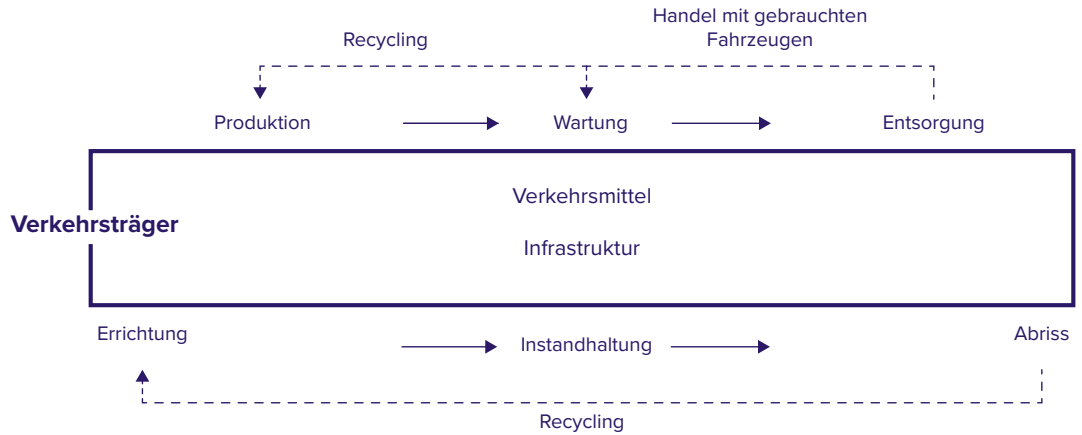 Handel mit gebrauchten
Fahrzeugen
Recycling
Produktion
Wartung
Entsorgung
Verkehrsmittel
Verkehrsträger
Infrastruktur
Errichtung
Instandhaltung
Abriss
Recycling